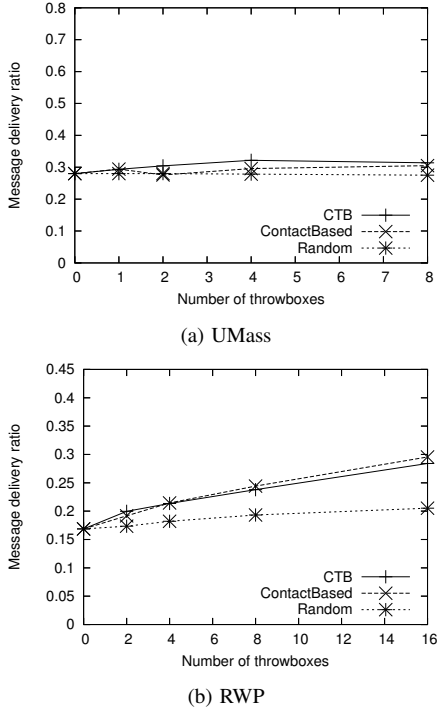 0.8
0.7
0.6
0.5
0.4
0.3
0.2
0.1
0
Message delivery ratio
CTB
ContactBased
Random
0 1 2 3 4 5 6 7 8
Number of throwboxes
(a) UMass
0.45
0.4
0.35
0.3
0.25
0.2
0.15
0.1
0.05
0
Message delivery ratio
CTB
ContactBased
Random
0 2 4 6 8 10 12 14 16
Number of throwboxes
(b) RWP